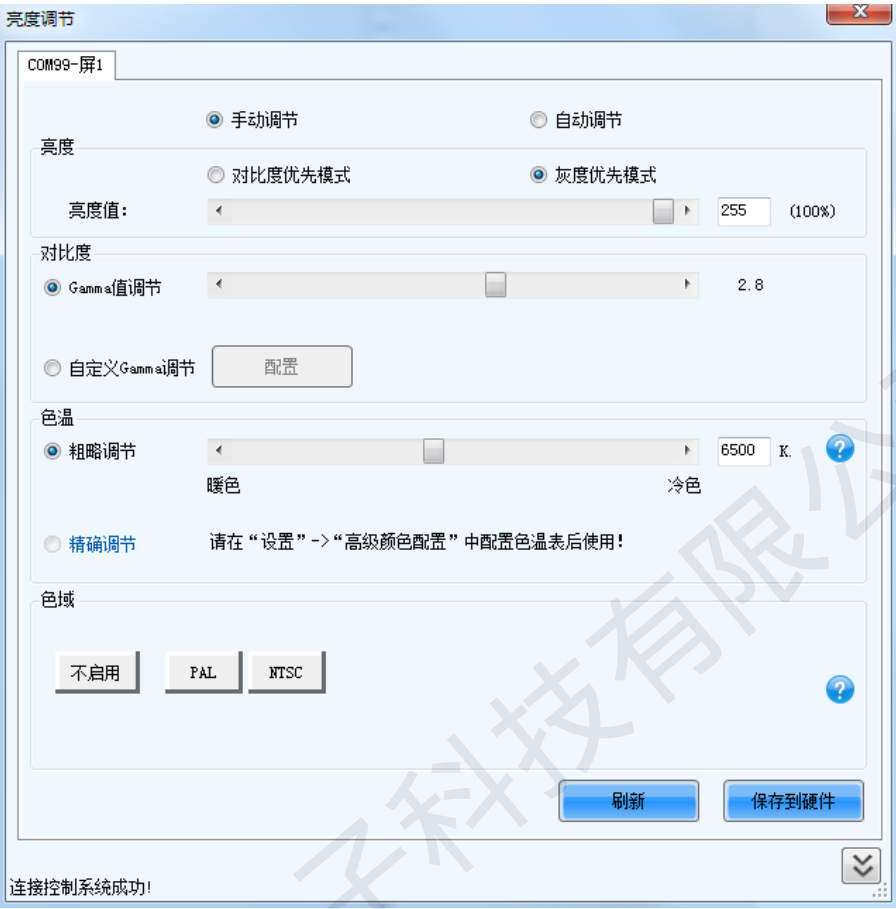 亮度调节
COM99-屏1
手动调节 自动调节
亮度
对比度优先模式 灰度优先模式
亮度值: 255 (100%)
对比度
Gamma值调节 2.8
自定义Gamma调节 配置
色温
粗略调节 6500 K.
暖色 冷色
精确调节 请在“设置”->“高级颜色配置”中配置色温表后使用!
色域
不启用 PAL NTSC
刷新 保存到硬件
连接控制系统成功!
子科技有限公